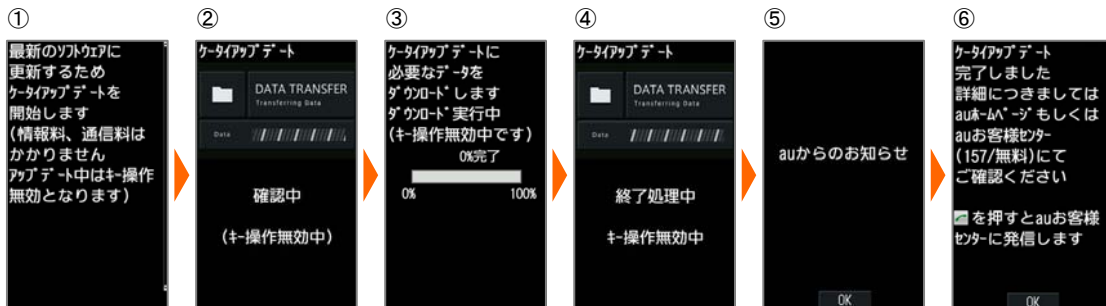 ①
最新のｿﾌﾄｳｪｱに
更新するため
ｹｰﾀｲｱｯﾌﾟﾃﾞｰﾄを
開始します
(情報料、通信料は
かかりません
ｱｯﾌﾟﾃﾞｰﾄ中はｷｰ操作
無効となります)
②
ｹｰﾀｲｱｯﾌﾟﾃﾞｰﾄ
DATA TRANSFER
Transferring Data
Data
確認中
(ｷｰ操作無効中)
③
ｹｰﾀｲｱｯﾌﾟﾃﾞｰﾄに
必要なﾃﾞｰﾀを
ﾀﾞｳﾝﾛｰﾄﾞします
ﾀﾞｳﾝﾛｰﾄﾞ実行中
(ｷｰ操作無効中です)
0%完了
0% 100%
④
ｹｰﾀｲｱｯﾌﾟﾃﾞｰﾄ
DATA TRANSFER
Transferring Data
Data
終了処理中
ｷｰ操作無効中
⑤
auからのお知らせ
OK
⑥
ｹｰﾀｲｱｯﾌﾟﾃﾞｰﾄ
完了しました
詳細につきましては
auﾎｰﾑﾍﾟｰｼﾞもしくは
auお客様ｾﾝﾀｰ
(157/無料)にて
ご確認ください
を押すとauお客様
ｾﾝﾀｰに発信します
OK